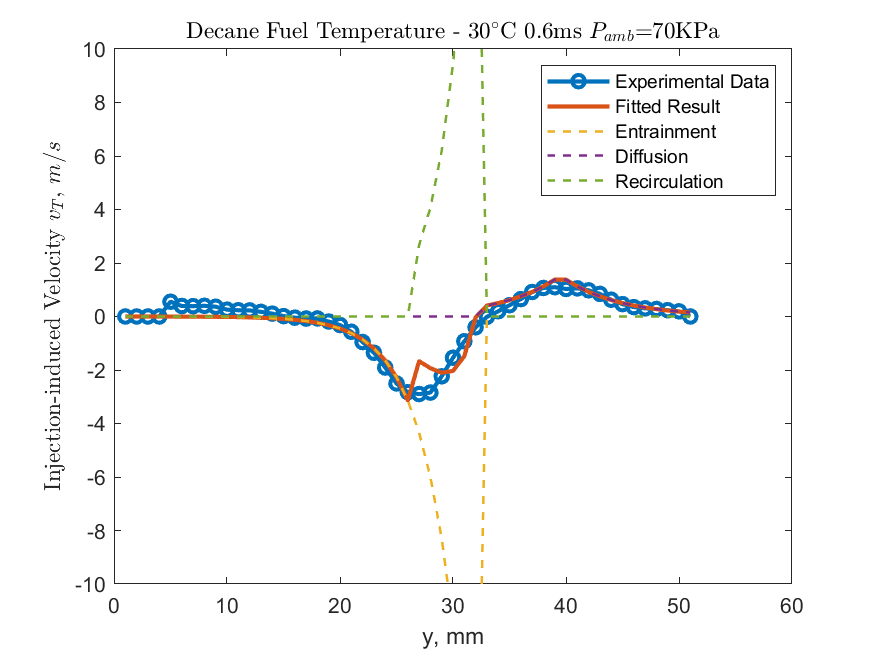 Decane Fuel Temperature - 30°C 0.6ms P_amb=70KPa
10
8
6
4
2
0
-2
-4
-6
-8
-10
Injection-induced Velocity v_T, m/s
Experimental Data
Fitted Result
Entrainment
Diffusion
Recirculation
0 10 20 30 40 50 60
y, mm